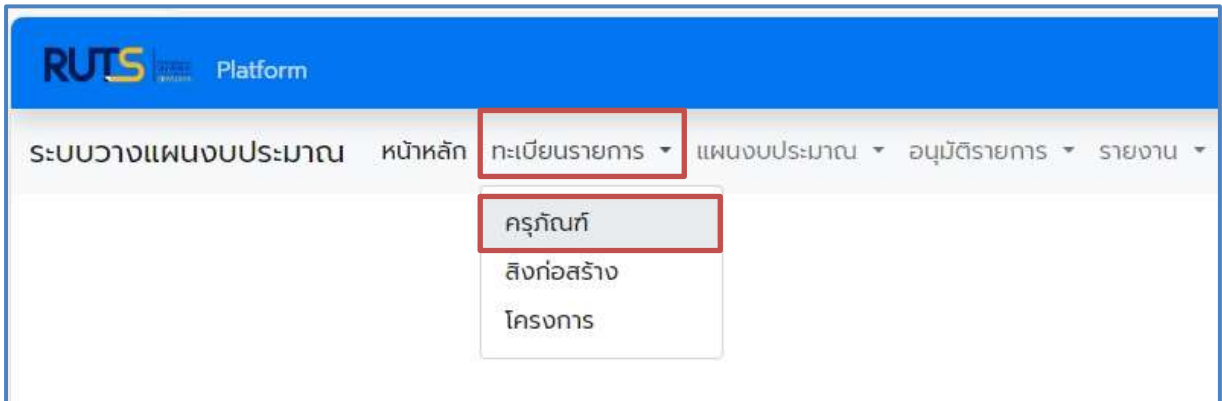 RUTS Platform
ระบบวางแผนงบประมาณ หน้าหลัก ทะเบียนรายการ แผนงบประมาณ อนุมัติรายการ รายงาน
ครุภัณฑ์
สิงก่อสร้าง
โครงการ